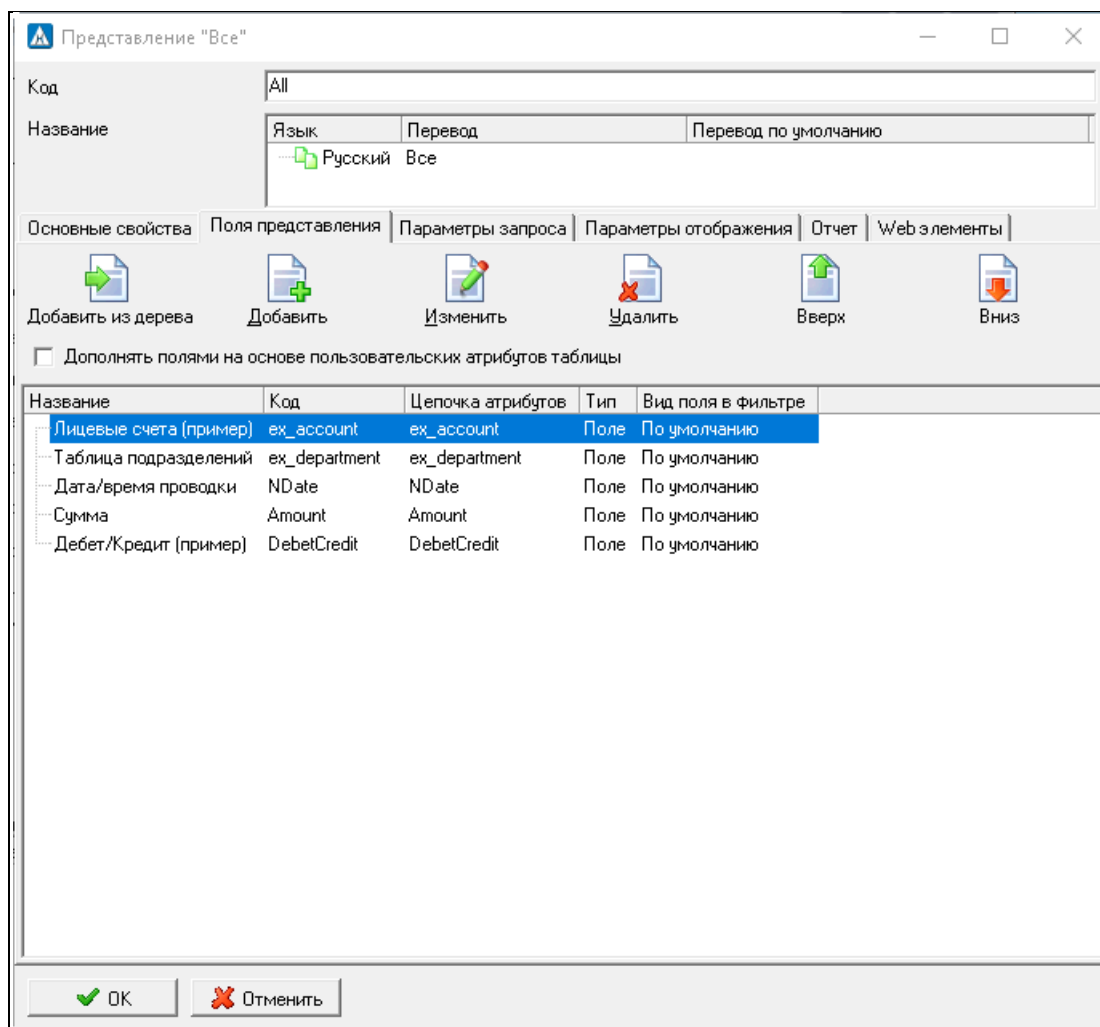 Представление "Все"
Код All
Название Язык Перевод Перевод по умолчанию
Русский Все
Основные свойства Поля представления Параметры запроса Параметры отображения Отчет Web элементы
Добавить из дерева Добавить Изменить Удалить Вверх Вниз
Дополнять полями на основе пользовательских атрибутов таблицы
Название Код Цепочка атрибутов Тип Вид поля в фильтре
Лицевые счета (пример) ex_account ex_account Поле По умолчанию
Таблица подразделений ex_department ex_department Поле По умолчанию
Дата/время проводки NDate NDate Поле По умолчанию
Сумма Amount Amount Поле По умолчанию
Дебет/Кредит (пример) DebetCredit DebetCredit Поле По умолчанию
OK Отменить